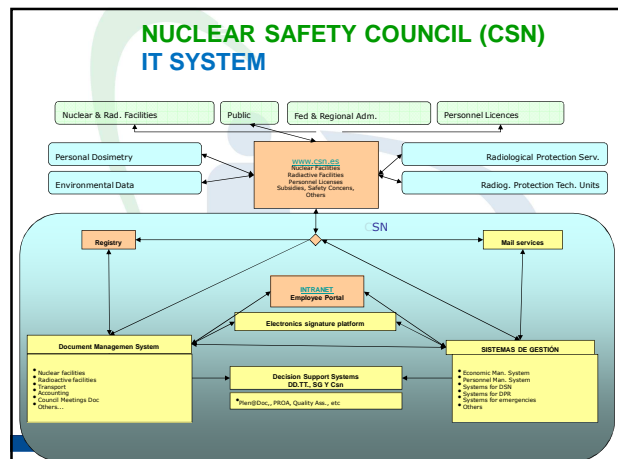 NUCLEAR SAFETY COUNCIL (CSN)
IT SYSTEM
Nuclear & Rad. Facilities
Public
Fed & Regional Adm.
Personnel Licences
Personal Dosimetry
Environmental Data
www.csn.es
Nuclear Facilities
Radiactive Facilities
Personnel Licenses
Subsidies, Safety Concens,
Others
Radiological Protection Serv.
Radiog. Protection Tech. Units
CSN
Registry
Mail services
INTRANET
Employee Portal
Electronics signature platform
Document Managemen System
Nuclear facilities
Radioactive facilities
Transport
Accounting
Council Meetings Doc
Others...
Decision Support Systems
DD.TT., SG Y Csn
Plen@Doc,, PROA, Quality Ass., etc
SISTEMAS DE GESTIÓN
Economic Man. System
Personnel Man. System
Systems for DSN
Systems for DPR
Systems for emergencies
Others